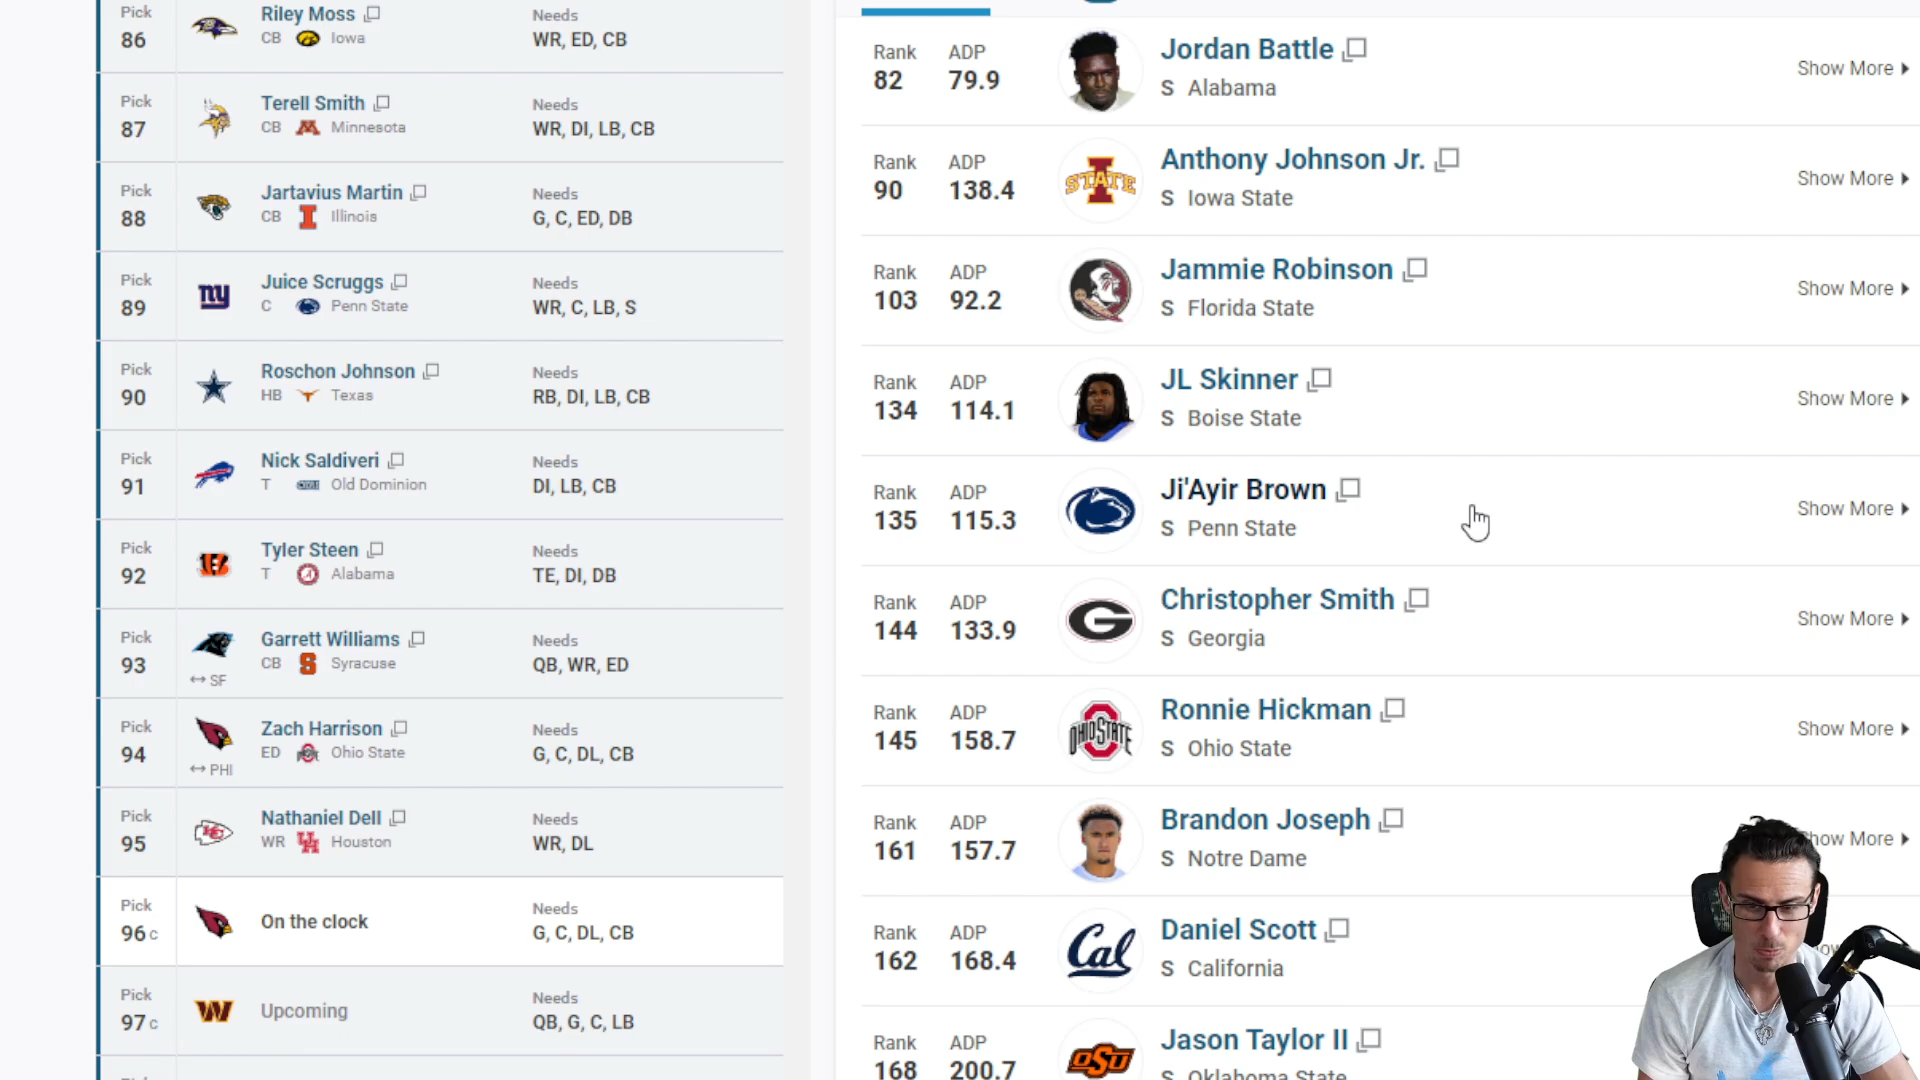 Pick
86
Riley Moss
CB Iowa
Needs
WR, ED, CB
Pick
87
Terell Smith
CB Minnesota
Needs
WR, DI, LB, CB
Pick
88
Jartavius Martin
CB Illinois
Needs
G, C, ED, DB
Pick
89
ny
Juice Scruggs
C Penn State
Needs
WR, C, LB, S
Pick
90
Roschon Johnson
HB Texas
Needs
RB, DI, LB, CB
Pick
91
Nick Saldiveri
T Old Dominion
Needs
DI, LB, CB
Pick
92
Tyler Steen
T Alabama
Needs
TE, DI, DB
Pick
93
↔ SF
Garrett Williams
CB Syracuse
Needs
QB, WR, ED
Pick
94
↔ PHI
Zach Harrison
ED Ohio State
Needs
G, C, DL, CB
Pick
95
KC
Nathaniel Dell
WR Houston
Needs
WR, DL
Pick
96 c
On the clock
Needs
G, C, DL, CB
Pick
97 c
W
Upcoming
Needs
QB, G, C, LB
Rank ADP
82 79.9
Jordan Battle
S Alabama
Show More
Rank ADP
90 138.4
STATE
Anthony Johnson Jr.
S Iowa State
Show More
Rank ADP
103 92.2
Jammie Robinson
S Florida State
Show More
Rank ADP
134 114.1
JL Skinner
S Boise State
Show More
Rank ADP
135 115.3
Ji'Ayir Brown
S Penn State
Show More
Rank ADP
144 133.9
G
Christopher Smith
S Georgia
Show More
Rank ADP
145 158.7
OHIO STATE
Ronnie Hickman
S Ohio State
Show More
Rank ADP
161 157.7
Brandon Joseph
S Notre Dame
Show More
Rank ADP
162 168.4
Cal
Daniel Scott
S California
Rank ADP
168 200.7
OSU
Jason Taylor II
S Oklahoma State